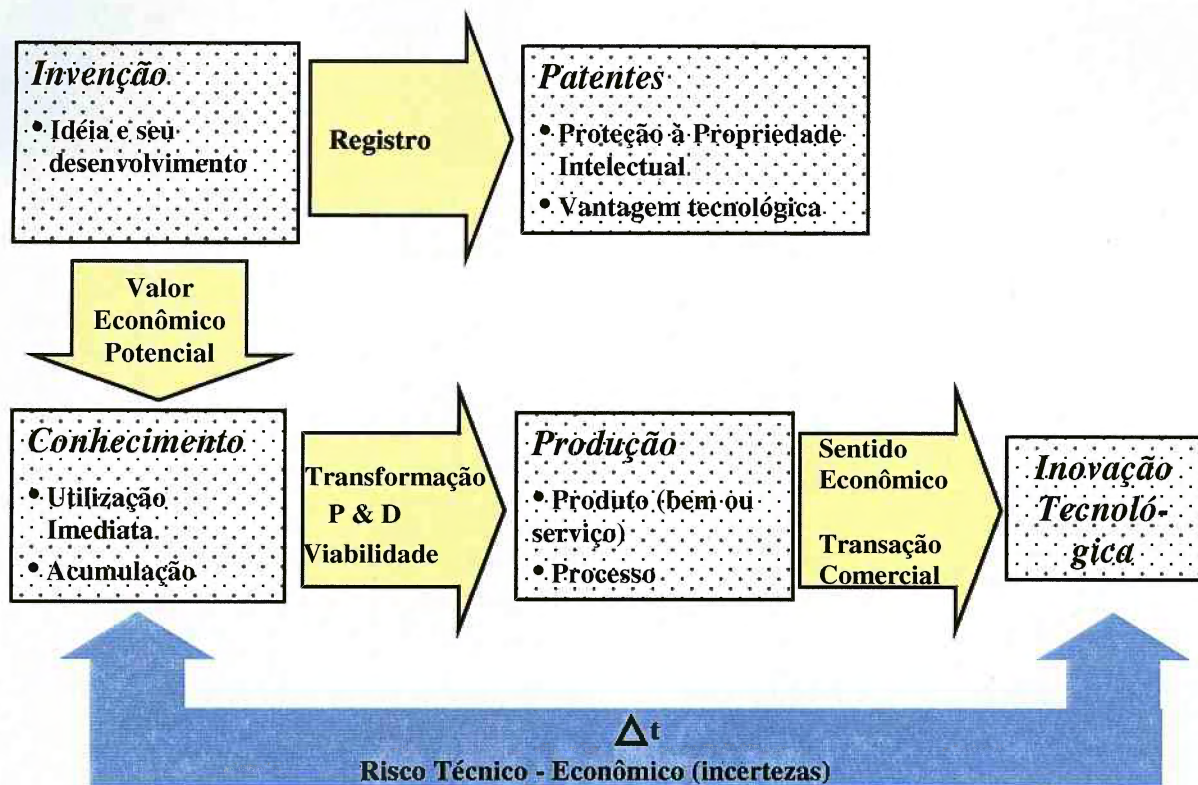 Invenção
• Idéia e seu
desenvolvimento
Registro
Patentes
• Proteção à Propriedade
Intelectual
• Vantagem tecnológica
Valor
Econômico
Potencial
Conhecimento
• Utilização
Imediata
• Acumulação
Transformação
P & D
Viabilidade
Produção
• Produto (bem ou
serviço)
• Processo
Sentido
Econômico
Transação
Comercial
Inovação
Tecnoló-
gica
Δt
Risco Técnico - Econômico (incertezas)